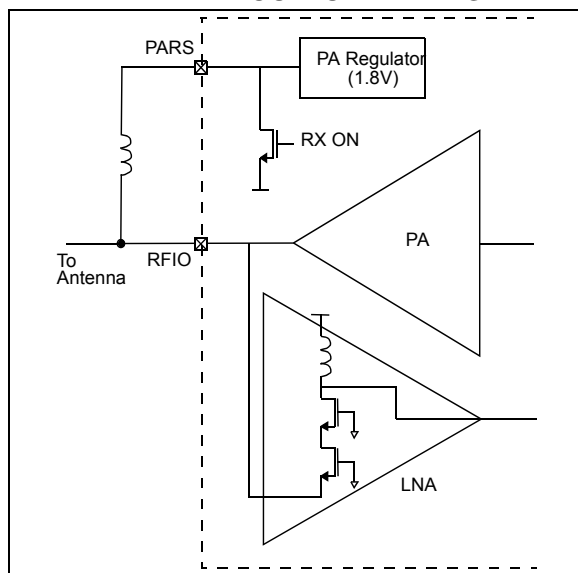 PARS
PA Regulator
(1.8V)
RX ON
PA
To
Antenna
RFIO
LNA